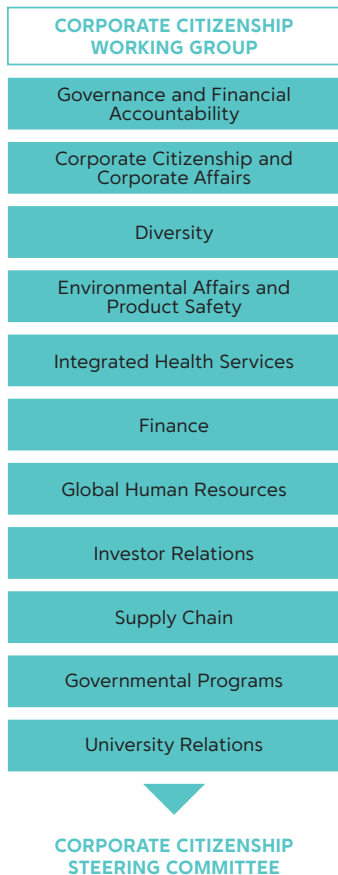 CORPORATE CITIZENSHIP
WORKING GROUP
Governance and Financial
Accountability
Corporate Citizenship and
Corporate Affairs
Diversity
Environmental Affairs and
Product Safety
Integrated Health Services
Finance
Global Human Resources
Investor Relations
Supply Chain
Governmental Programs
University Relations
CORPORATE CITIZENSHIP
STEERING COMMITTEE